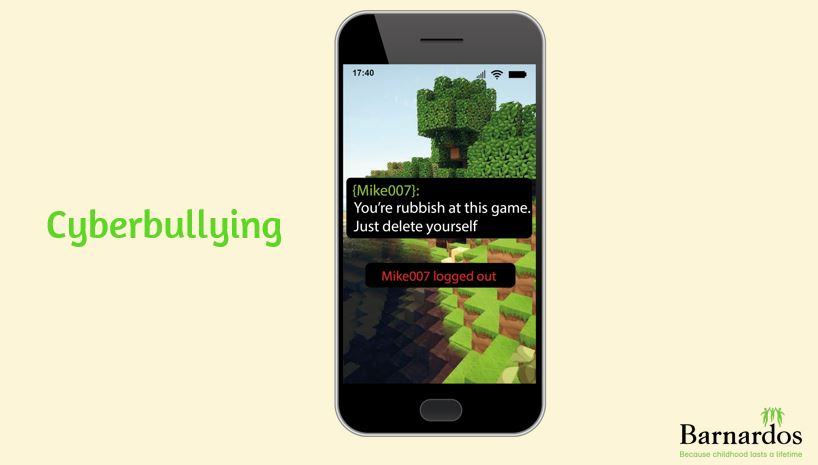 Cyberbullying
17:40
{Mike007}:
You're rubbish at this game.
Just delete yourself
Mike007 logged out
Barnardos
Because childhood lasts a lifetime